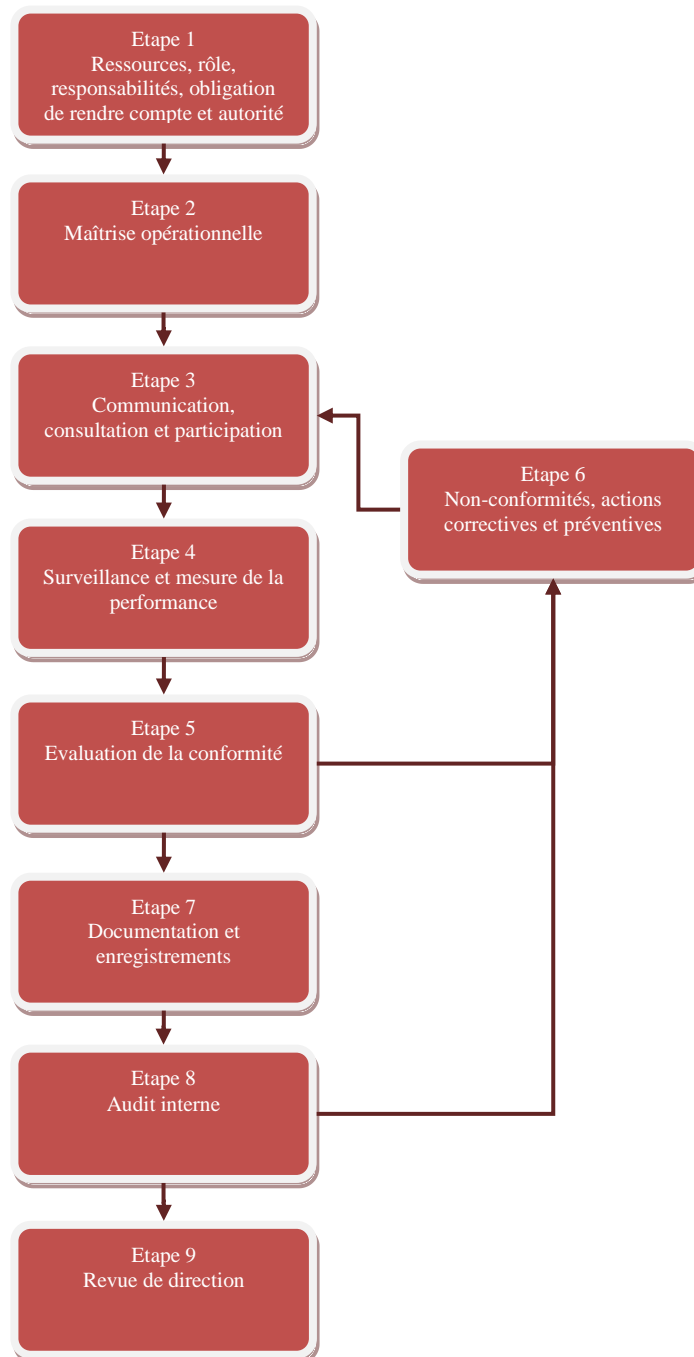 Etape 1
Ressources, rôle,
responsabilités, obligation
de rendre compte et autorité
Etape 2
Maîtrise opérationnelle
Etape 3
Communication,
consultation et participation
Etape 6
Non-conformités, actions
correctives et préventives
Etape 4
Surveillance et mesure de la
performance
Etape 5
Evaluation de la conformité
Etape 7
Documentation et
enregistrements
Etape 8
Audit interne
Etape 9
Revue de direction